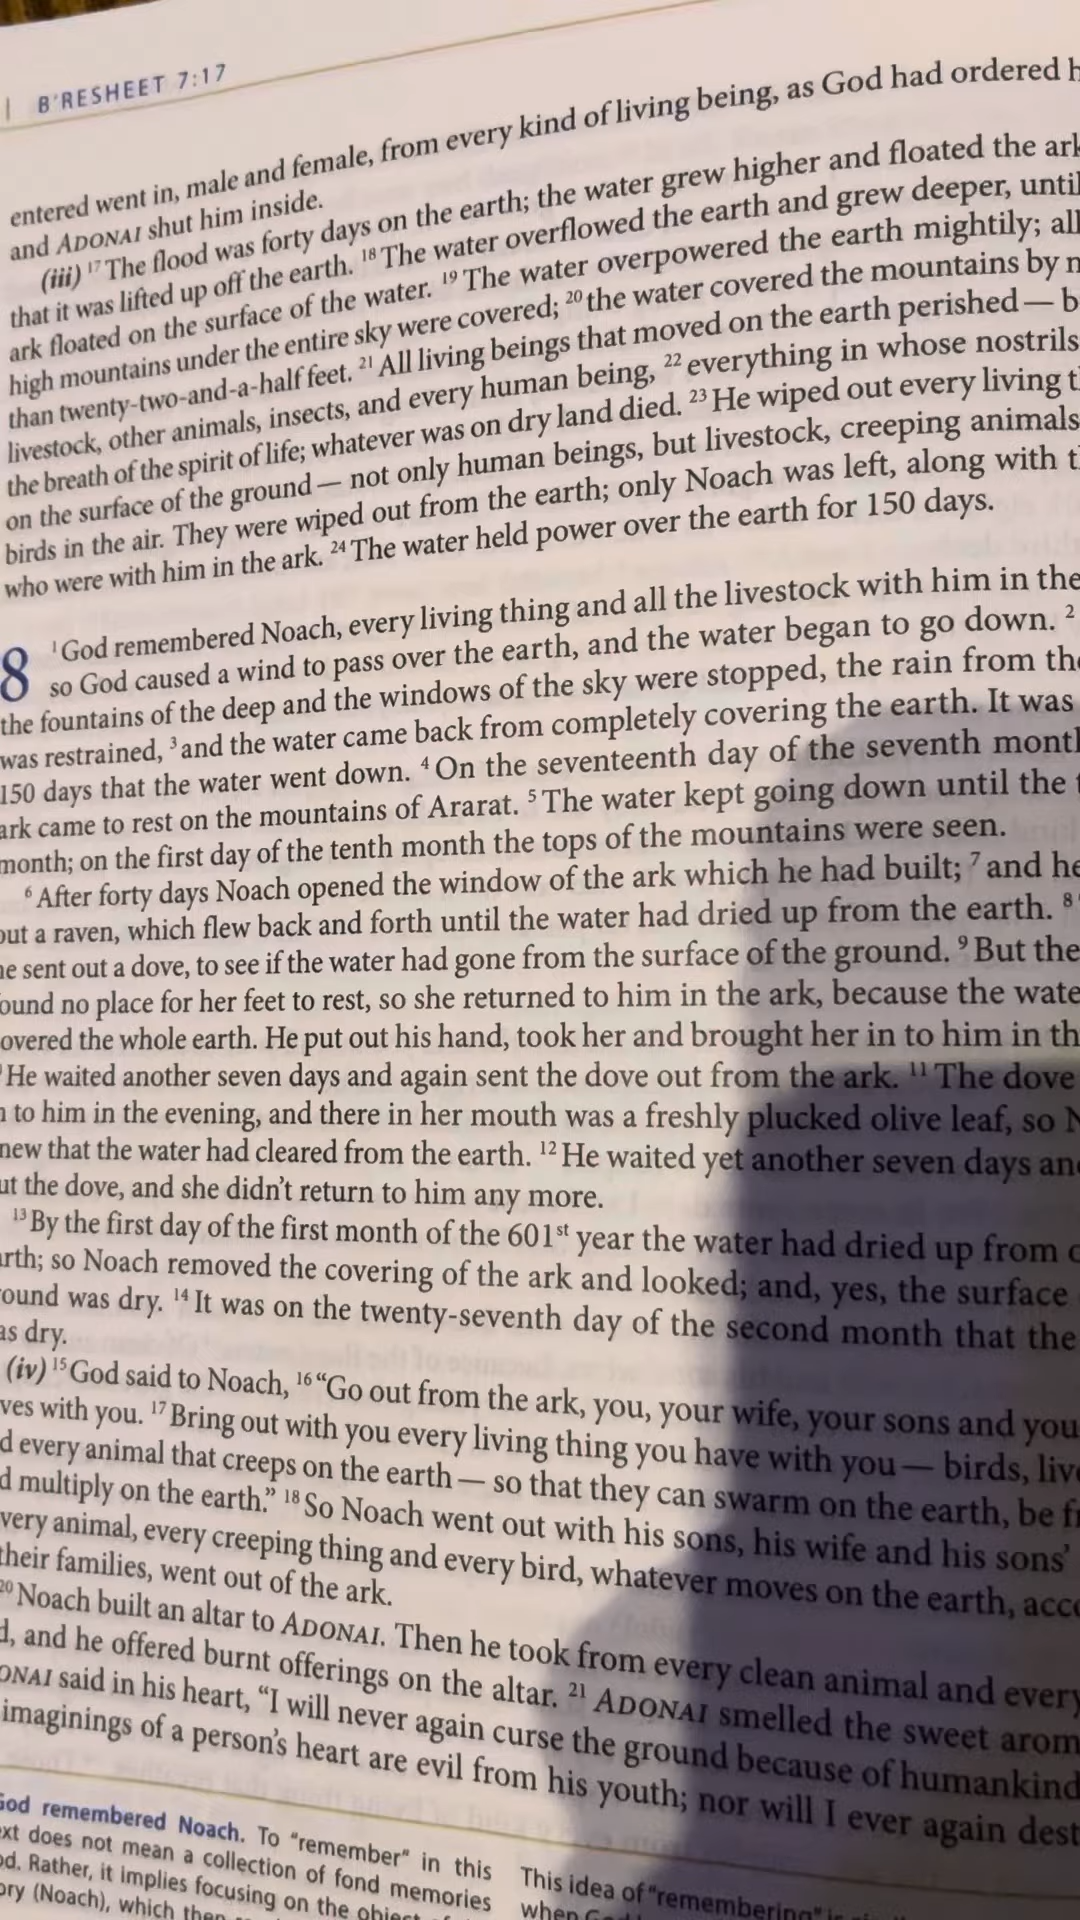 B'RESHEET 7:17
entered went in, male and female, from every kind of living being, as God had ordered
and ADONAI shut him inside.
(iii) 17 The flood was forty days on the earth; the water grew higher and floated the ark
that it was lifted up off the earth. 18 The water overflowed the earth and grew deeper, until
ark floated on the surface of the water. 19 The water overpowered the earth mightily; all
high mountains under the entire sky were covered; 20 the water covered the mountains by
than twenty-two-and-a-half feet. 21 All living beings that moved on the earth perished —
livestock, other animals, insects, and every human being, 22 everything in whose nostrils
the breath of the spirit of life; whatever was on dry land died. 23 He wiped out every living
on the surface of the ground — not only human beings, but livestock, creeping animals
birds in the air. They were wiped out from the earth; only Noach was left, along with
who were with him in the ark. 24 The water held power over the earth for 150 days.
8 1 God remembered Noach, every living thing and all the livestock with him in the
so God caused a wind to pass over the earth, and the water began to go down. 2
the fountains of the deep and the windows of the sky were stopped, the rain from the
was restrained, 3 and the water came back from completely covering the earth. It was
150 days that the water went down. 4 On the seventeenth day of the seventh month
ark came to rest on the mountains of Ararat. 5 The water kept going down until the
month; on the first day of the tenth month the tops of the mountains were seen.
6 After forty days Noach opened the window of the ark which he had built; 7 and he
out a raven, which flew back and forth until the water had dried up from the earth. 8
he sent out a dove, to see if the water had gone from the surface of the ground. 9 But the
ound no place for her feet to rest, so she returned to him in the ark, because the wate
overed the whole earth. He put out his hand, took her and brought her in to him in th
He waited another seven days and again sent the dove out from the ark. 11 The dove
to him in the evening, and there in her mouth was a freshly plucked olive leaf, so N
new that the water had cleared from the earth. 12 He waited yet another seven days and
ut the dove, and she didn't return to him any more.
13 By the first day of the first month of the 601st year the water had dried up from
arth; so Noach removed the covering of the ark and looked; and, yes, the surface
ound was dry. 14 It was on the twenty-seventh day of the second month that the
as dry.
(iv) 15 God said to Noach, 16 "Go out from the ark, you, your wife, your sons and you
ves with you. 17 Bring out with you every living thing you have with you — birds, live
d every animal that creeps on the earth — so that they can swarm on the earth, be fr
d multiply on the earth." 18 So Noach went out with his sons, his wife and his sons'
very animal, every creeping thing and every bird, whatever moves on the earth, acco
their families, went out of the ark.
20 Noach built an altar to ADONAI. Then he took from every clean animal and every
d, and he offered burnt offerings on the altar. 21 ADONAI smelled the sweet arom
ONAI said in his heart, "I will never again curse the ground because of humankind
imaginings of a person's heart are evil from his youth; nor will I ever again dest
God remembered Noach. To "remember" in this
xt does not mean a collection of fond memories
od. Rather, it implies focusing on the object
ory (Noach), which then
This idea of "remembering" is
when God